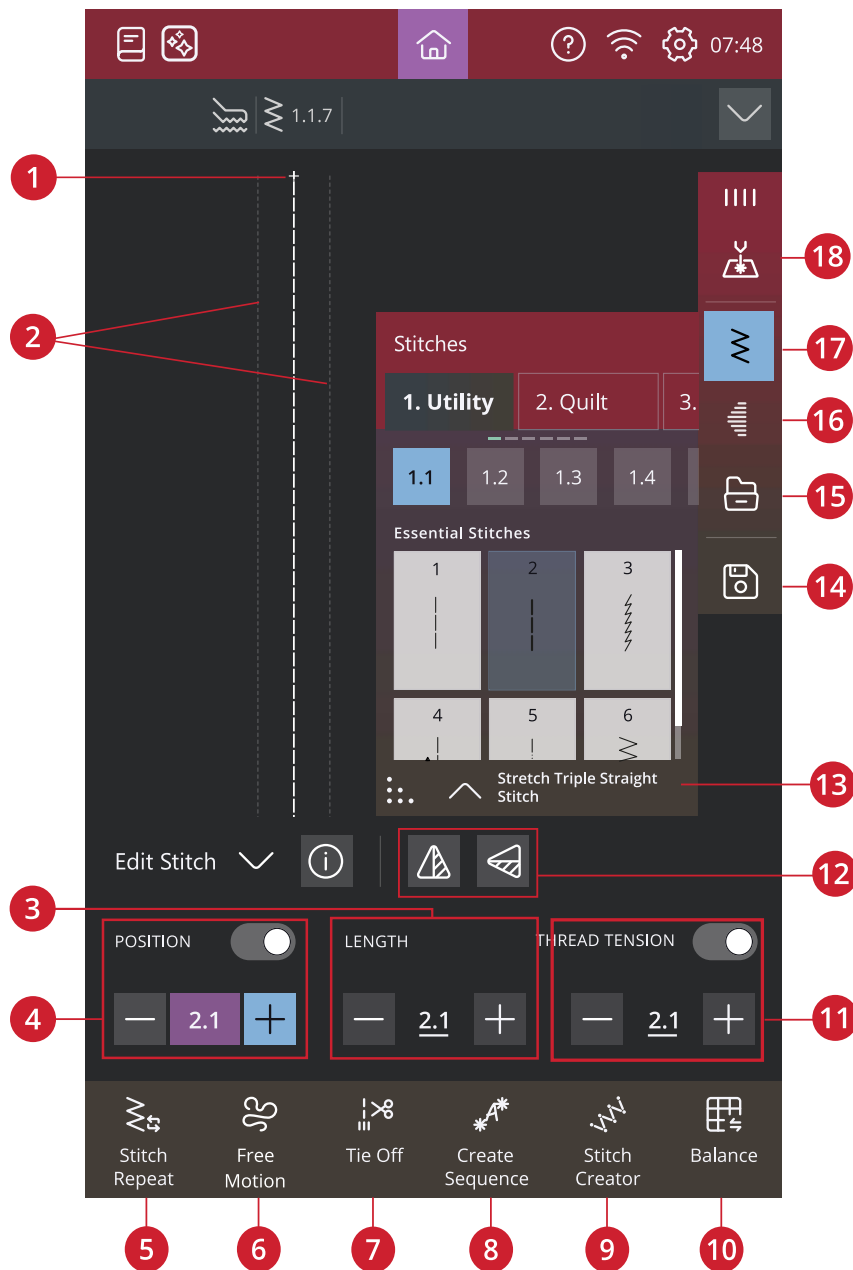 07:48
1.1.7
1
18
2
Stitches
17
1. Utility
2. Quilt
3.
16
1.1
1.2
1.3
1.4
15
Essential Stitches
1
2
3
14
4
5
6
Stretch Triple Straight
Stitch
13
Edit Stitch
12
3
POSITION
LENGTH
THREAD TENSION
4
2.1
2.1
2.1
11
Stitch
Repeat
Free
Motion
Tie Off
Create
Sequence
Stitch
Creator
Balance
5
6
7
8
9
10